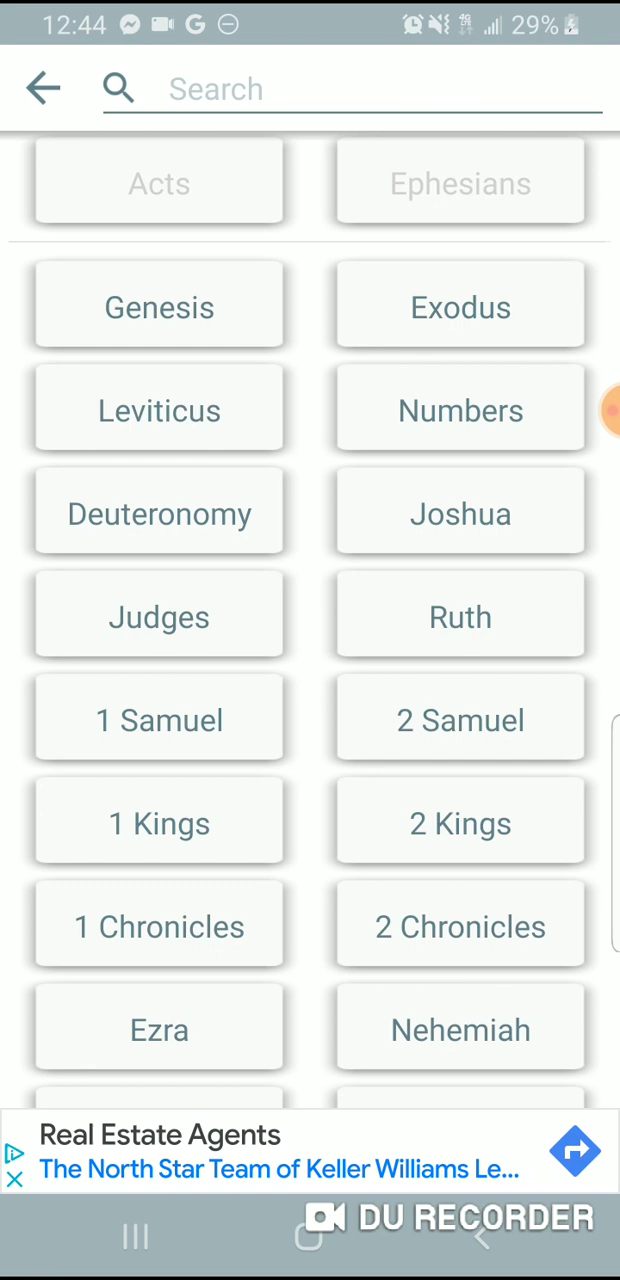 12:44 29%
Search
Acts Ephesians
Genesis Exodus
Leviticus Numbers
Deuteronomy Joshua
Judges Ruth
1 Samuel 2 Samuel
1 Kings 2 Kings
1 Chronicles 2 Chronicles
Ezra Nehemiah
Real Estate Agents
The North Star Team of Keller Williams Le...
DU RECORDER